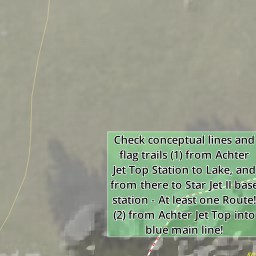 Check conceptual lines and
flag trails (1) from Achter
Jet Top Station to Lake, and
from there to Star Jet II base
station - At least one Route!
(2) from Achter Jet Top into
blue main line!